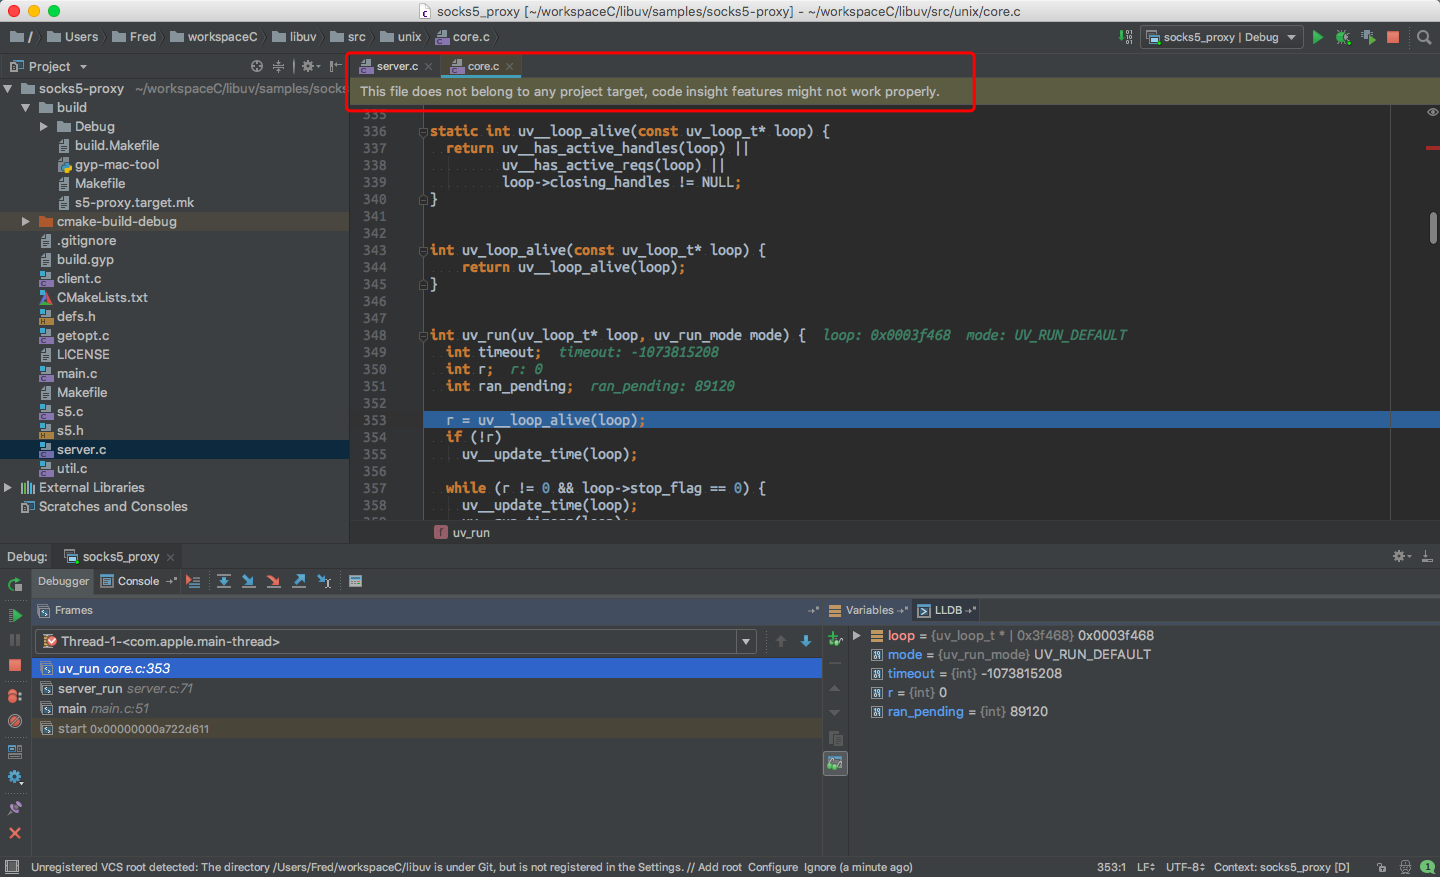 socks5_proxy [~/workspaceC/libuv/samples/socks5-proxy] - ~/workspaceC/libuv/src/unix/core.c
/ Users Fred workspaceC libuv src unix core.c
socks5_proxy | Debug
Project
server.c core.c
This file does not belong to any project target, code insight features might not work properly.
socks5-proxy ~/workspaceC/libuv/samples/socks
build
Debug
build.Makefile
gyp-mac-tool
Makefile
s5-proxy.target.mk
cmake-build-debug
.gitignore
build.gyp
client.c
CMakeLists.txt
defs.h
getopt.c
LICENSE
main.c
Makefile
s5.c
s5.h
server.c
util.c
External Libraries
Scratches and Consoles
335
336 static int uv__loop_alive(const uv_loop_t* loop) {
337 return uv__has_active_handles(loop) ||
338 uv__has_active_reqs(loop) ||
339 loop->closing_handles != NULL;
340 }
341
342
343 int uv_loop_alive(const uv_loop_t* loop) {
344 return uv__loop_alive(loop);
345 }
346
347
348 int uv_run(uv_loop_t* loop, uv_run_mode mode) { loop: 0x0003f468 mode: UV_RUN_DEFAULT
349 int timeout; timeout: -1073815208
350 int r; r: 0
351 int ran_pending; ran_pending: 89120
352
353 r = uv__loop_alive(loop);
354 if (!r)
355 uv__update_time(loop);
356
357 while (r != 0 && loop->stop_flag == 0) {
358 uv__update_time(loop);
uv_run
Debug: socks5_proxy
Debugger Console
Frames
Variables LLDB
Thread-1-<com.apple.main-thread>
uv_run core.c:353
server_run server.c:71
main main.c:51
start 0x00000000a722d611
loop = {uv_loop_t * | 0x3f468} 0x0003f468
mode = {uv_run_mode} UV_RUN_DEFAULT
timeout = {int} -1073815208
r = {int} 0
ran_pending = {int} 89120
Unregistered VCS root detected: The directory /Users/Fred/workspaceC/libuv is under Git, but is not registered in the Settings. // Add root Configure Ignore (a minute ago)
353:1 LF UTF-8 Context: socks5_proxy [D] 1